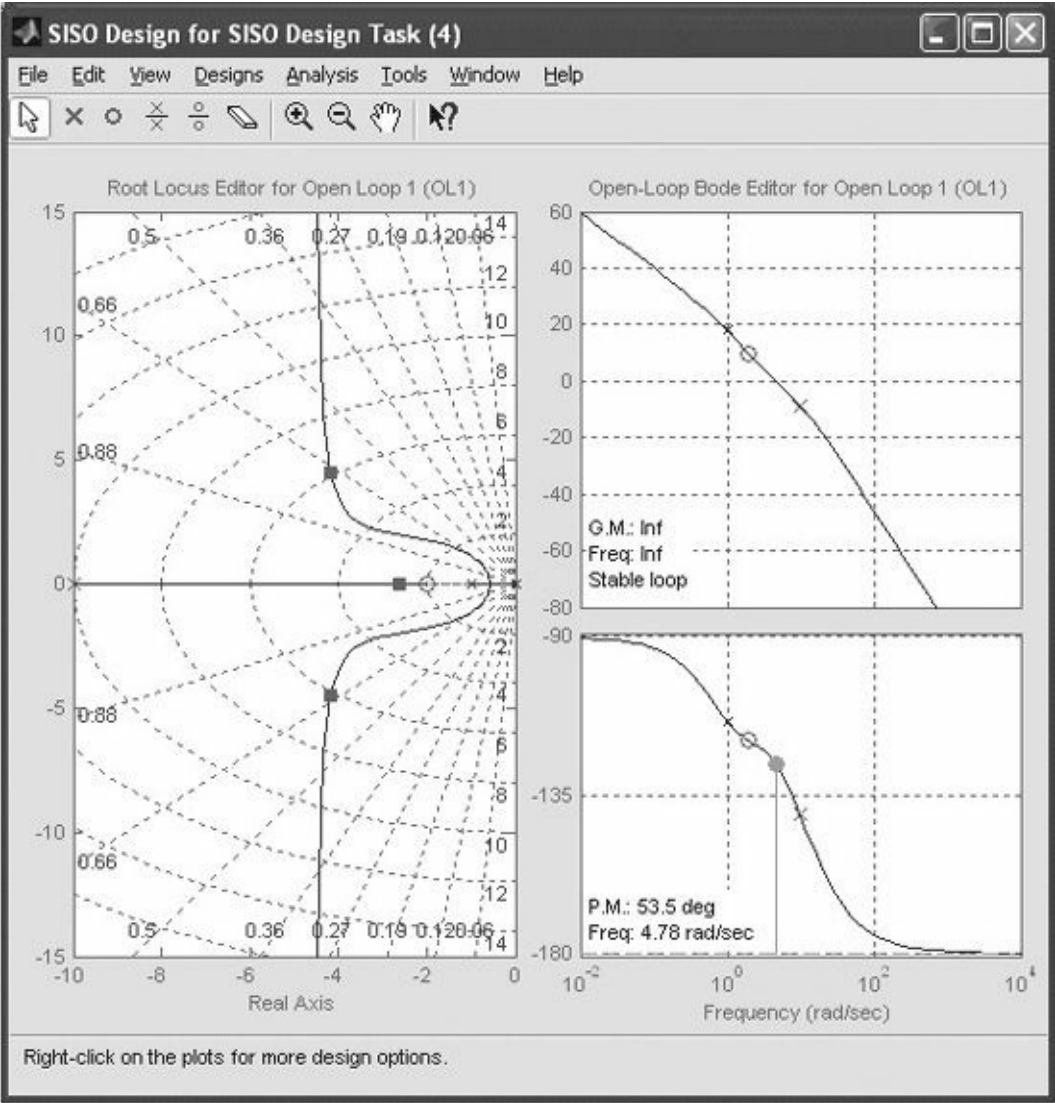 SISO Design for SISO Design Task (4)
File Edit View Designs Analysis Tools Window Help
Root Locus Editor for Open Loop 1 (OL1)
15
10
5
0
-5
-10
-15
0.5 0.36 0.27 0.19 0.12 0.06 14
12
0.66
10
8
6
0.88
4
2
2
4
0.88
6
8
10
0.66
12
0.5 0.36 0.27 0.19 0.12 0.06 14
-10 -8 -6 -4 -2 0
Real Axis
Open-Loop Bode Editor for Open Loop 1 (OL1)
60
40
20
0
-20
-40
-60
-80
G.M.: Inf
Freq: Inf
Stable loop
-90
-135
-180
P.M.: 53.5 deg
Freq: 4.78 rad/sec
10^-2 10^0 10^2 10^4
Frequency (rad/sec)
Right-click on the plots for more design options.